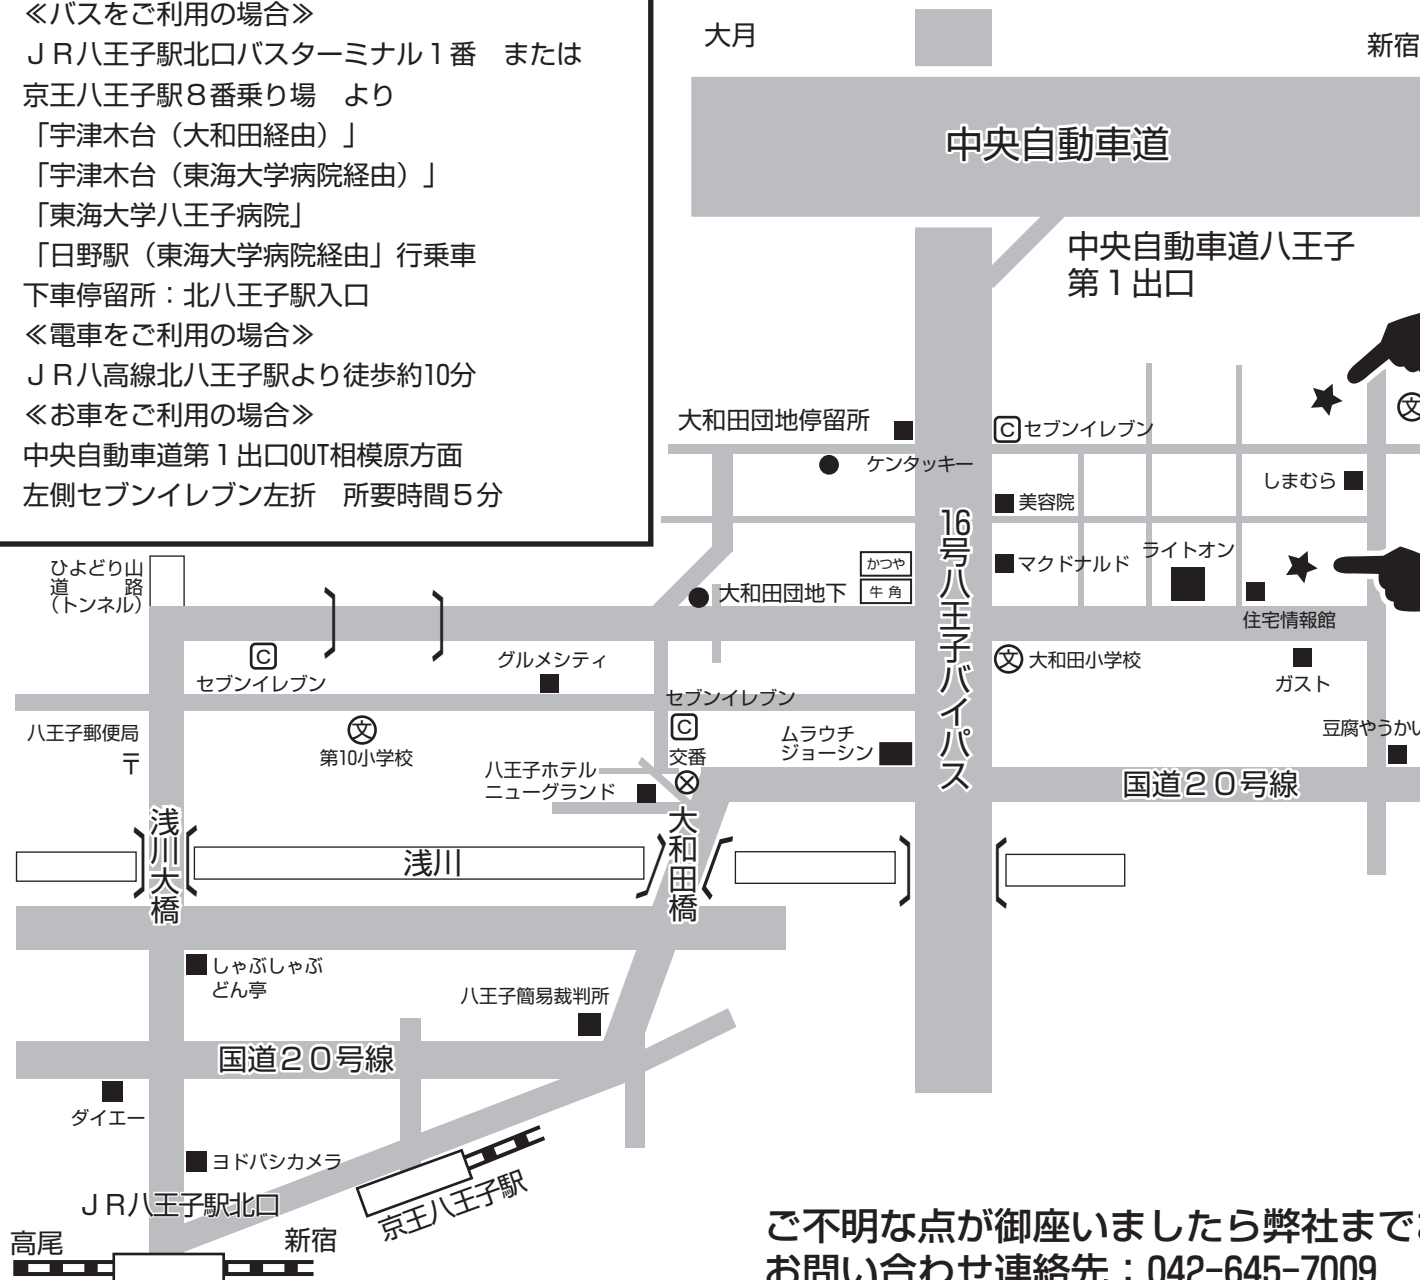 ≪バスをご利用の場合≫
ＪＲ八王子駅北口バスターミナル１番　または
京王八王子駅８番乗り場　より
「宇津木台（大和田経由）」
「宇津木台（東海大学病院経由）」
「東海大学八王子病院」
「日野駅（東海大学病院経由」行乗車
下車停留所：北八王子駅入口
≪電車をご利用の場合≫
ＪＲ八高線北八王子駅より徒歩約10分
≪お車をご利用の場合≫
中央自動車道第１出口OUT相模原方面
左側セブンイレブン左折　所要時間５分
大月
新宿
中央自動車道
中央自動車道八王子
第１出口
文
大和田団地停留所
C セブンイレブン
ケンタッキー
しまむら
美容院
16号八王子バイパス
マクドナルド
ライトオン
かつや
牛角
大和田団地下
住宅情報館
ひよどり山
道　路
（トンネル）
C
セブンイレブン
グルメシティ
文 大和田小学校
ガスト
セブンイレブン
C
八王子郵便局
〒
文
第10小学校
交番
ムラウチ
ジョーシン
豆腐やうかい
八王子ホテル
ニューグランド
国道２０号線
浅川大橋
浅川
大和田橋
しゃぶしゃぶ
どん亭
八王子簡易裁判所
国道２０号線
ダイエー
ヨドバシカメラ
ＪＲ八王子駅北口
京王八王子駅
高尾
新宿
ご不明な点が御座いましたら弊社まで
お問い合わせ連絡先：042-645-7009